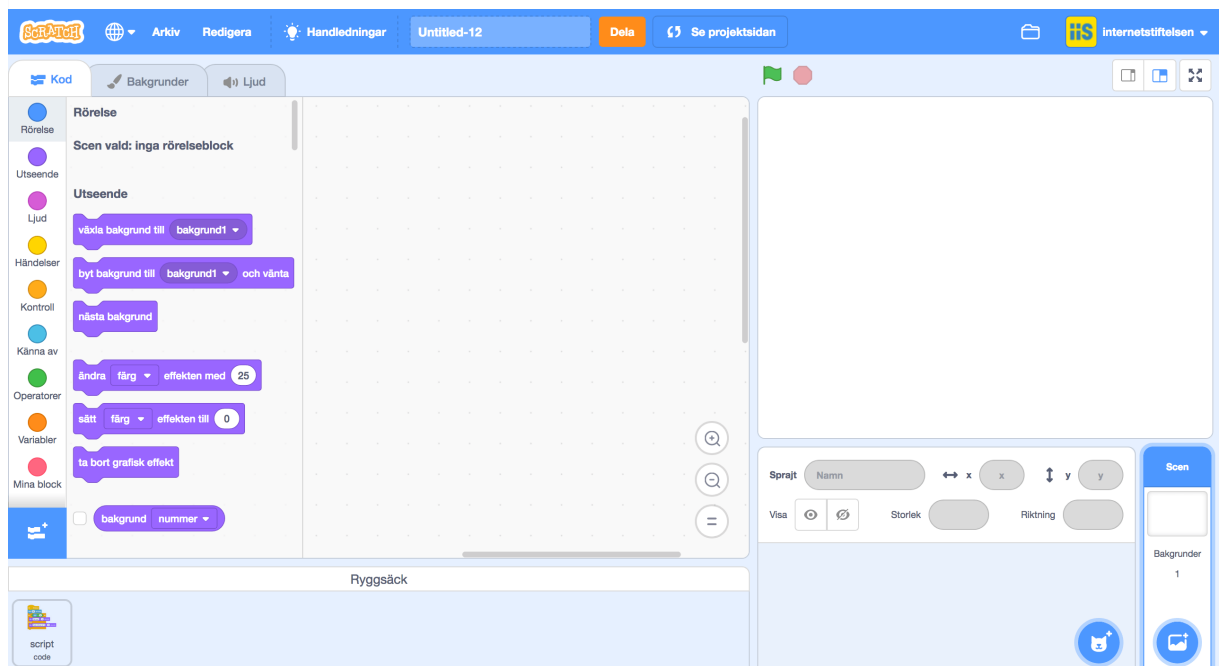 SCRATCH Arkiv Redigera Handledningar Untitled-12 Dela Se projektsidan iis internetstiftelsen
Kod Bakgrunder Ljud
Rörelse
Utseende
Ljud
Händelser
Kontroll
Känna av
Operatorer
Variabler
Mina block
Rörelse
Scen vald: inga rörelseblock
Utseende
växla bakgrund till bakgrund1
byt bakgrund till bakgrund1 och vänta
nästa bakgrund
ändra färg effekten med 25
sätt färg effekten till 0
ta bort grafisk effekt
bakgrund nummer
Sprajt Namn x x y y
Visa Storlek Riktning
Scen
Bakgrunder
1
Ryggsäck
script
code